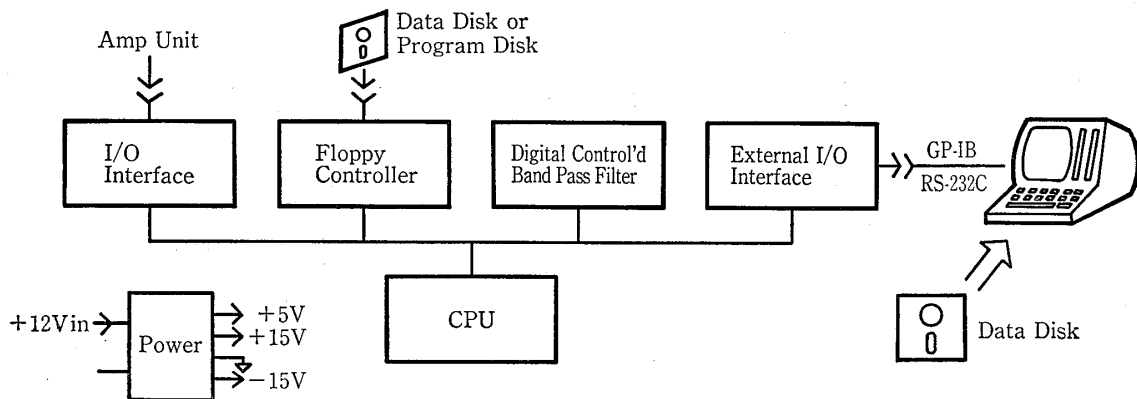 Amp Unit
Data Disk or
Program Disk
I/O
Interface
Floppy
Controller
Digital Control'd
Band Pass Filter
External I/O
Interface
GP-IB
RS-232C
CPU
+12Vin
Power
+5V
+15V
−15V
Data Disk